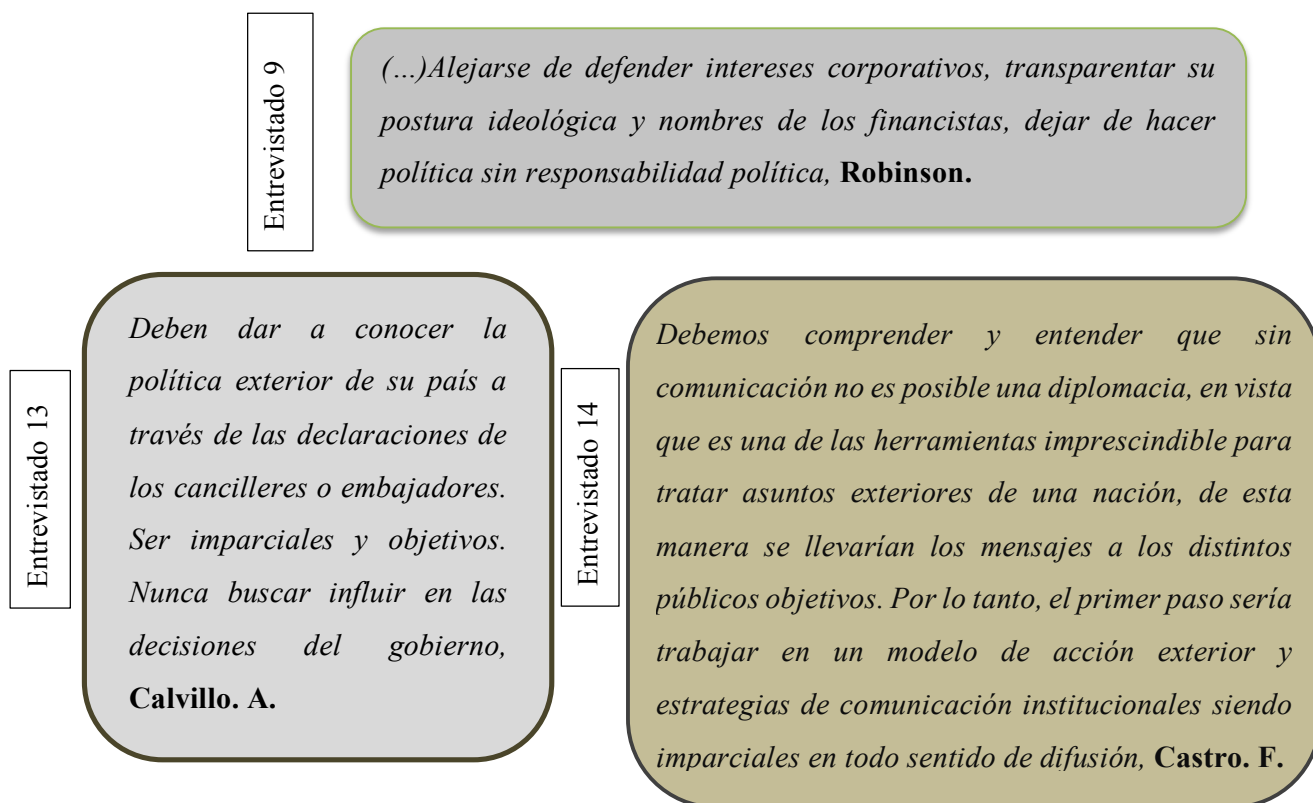 Entrevistado 9
(…)Alejarse de defender intereses corporativos, transparentar su
postura ideológica y nombres de los financistas, dejar de hacer
política sin responsabilidad política, Robinson.
Entrevistado 13
Deben dar a conocer la
política exterior de su país a
través de las declaraciones de
los cancilleres o embajadores.
Ser imparciales y objetivos.
Nunca buscar influir en las
decisiones del gobierno,
Calvillo. A.
Entrevistado 14
Debemos comprender y entender que sin
comunicación no es posible una diplomacia, en vista
que es una de las herramientas imprescindible para
tratar asuntos exteriores de una nación, de esta
manera se llevarían los mensajes a los distintos
públicos objetivos. Por lo tanto, el primer paso sería
trabajar en un modelo de acción exterior y
estrategias de comunicación institucionales siendo
imparciales en todo sentido de difusión, Castro. F.